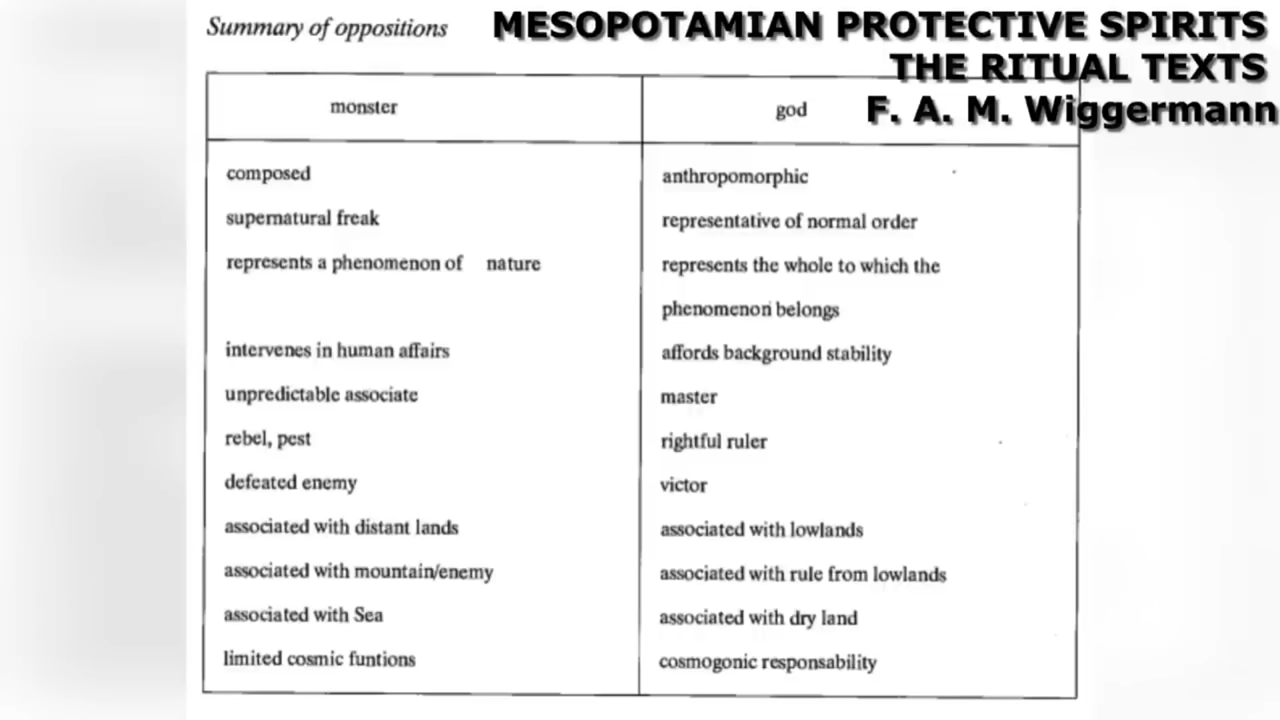 Summary of oppositions
MESOPOTAMIAN PROTECTIVE SPIRITS
THE RITUAL TEXTS
F. A. M. Wiggermann
monster god
composed anthropomorphic
supernatural freak representative of normal order
represents a phenomenon of nature represents the whole to which the
phenomenon belongs
intervenes in human affairs affords background stability
unpredictable associate master
rebel, pest rightful ruler
defeated enemy victor
associated with distant lands associated with lowlands
associated with mountain/enemy associated with rule from lowlands
associated with Sea associated with dry land
limited cosmic funtions cosmogonic responsability